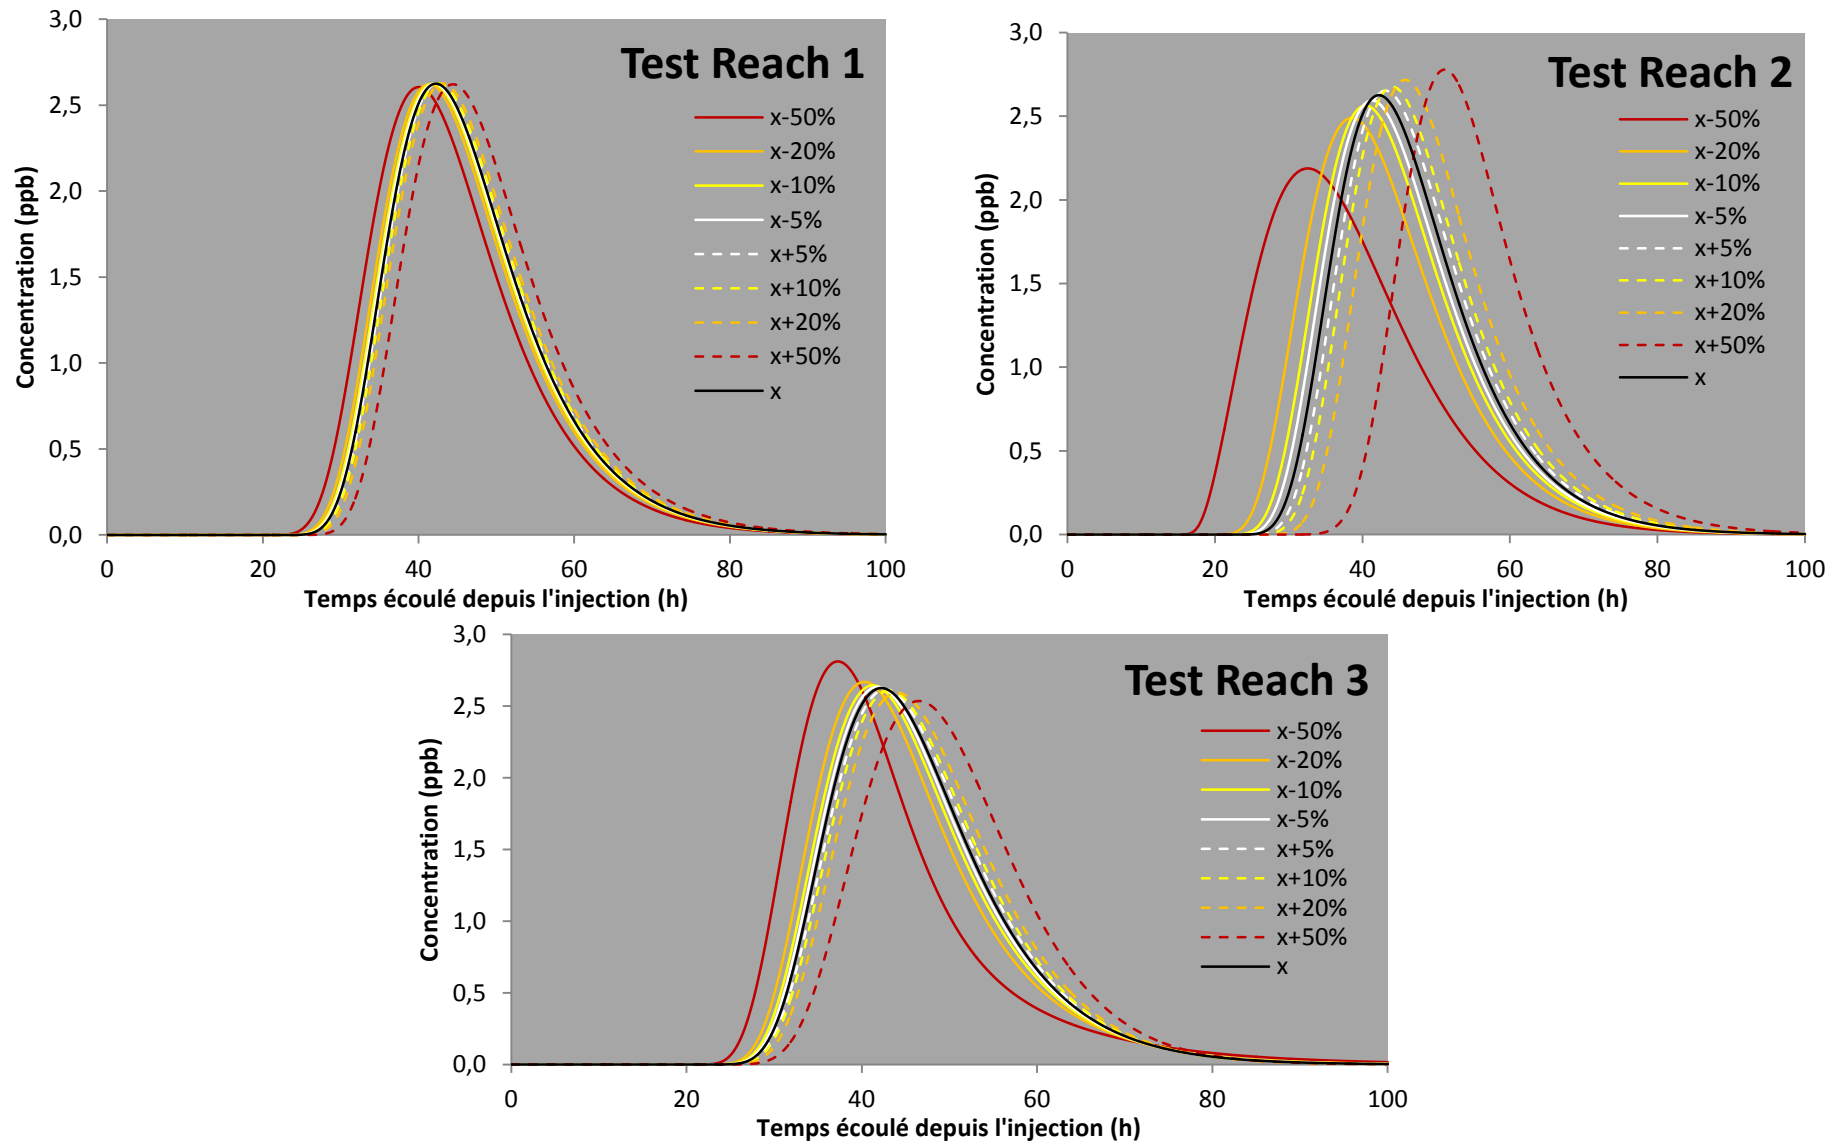 Test Reach 1
Concentration (ppb)
3,0
2,5
2,0
1,5
1,0
0,5
0,0
x-50%
x-20%
x-10%
x-5%
x+5%
x+10%
x+20%
x+50%
x
0 20 40 60 80 100
Temps écoulé depuis l'injection (h)
Test Reach 2
Concentration (ppb)
3,0
2,5
2,0
1,5
1,0
0,5
0,0
x-50%
x-20%
x-10%
x-5%
x+5%
x+10%
x+20%
x+50%
x
0 20 40 60 80 100
Temps écoulé depuis l'injection (h)
Test Reach 3
Concentration (ppb)
3,0
2,5
2,0
1,5
1,0
0,5
0,0
x-50%
x-20%
x-10%
x-5%
x+5%
x+10%
x+20%
x+50%
x
0 20 40 60 80 100
Temps écoulé depuis l'injection (h)